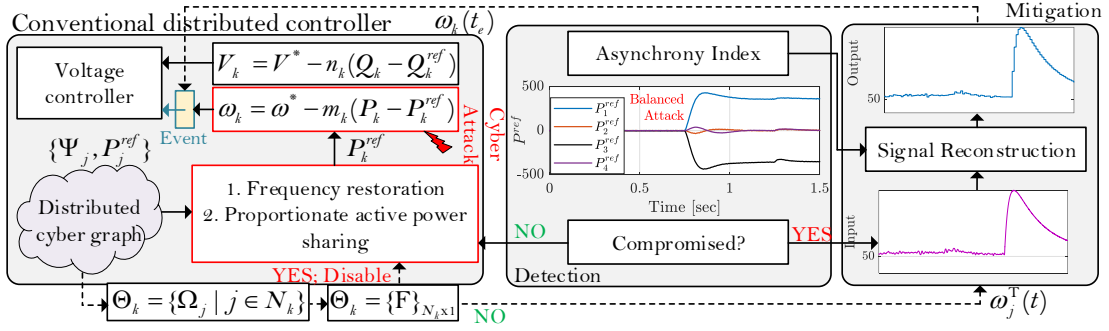 Conventional distributed controller
ω_k(t_e)
Mitigation
Voltage
controller
V_k = V* − n_k(Q_k − Q_k^ref)
ω_k = ω* − m_k(P_k − P_k^ref)
Event
Attack
Cyber
{Ψ_j, P_j^ref}
P_k^ref
Distributed
cyber graph
1. Frequency restoration
2. Proportionate active power
sharing
YES; Disable
Θ_k = {Ω_j | j ∈ N_k}
Θ_k = {F}_{N_k x1}
NO
Asynchrony Index
500
0
500
P^ref
P_1^ref
P_2^ref
P_3^ref
P_4^ref
Balanced
Attack
0
0.5
1
1.5
Time [sec]
NO
Compromised?
YES
Detection
Output
50
Signal Reconstruction
Input
50
ω_j^T(t)